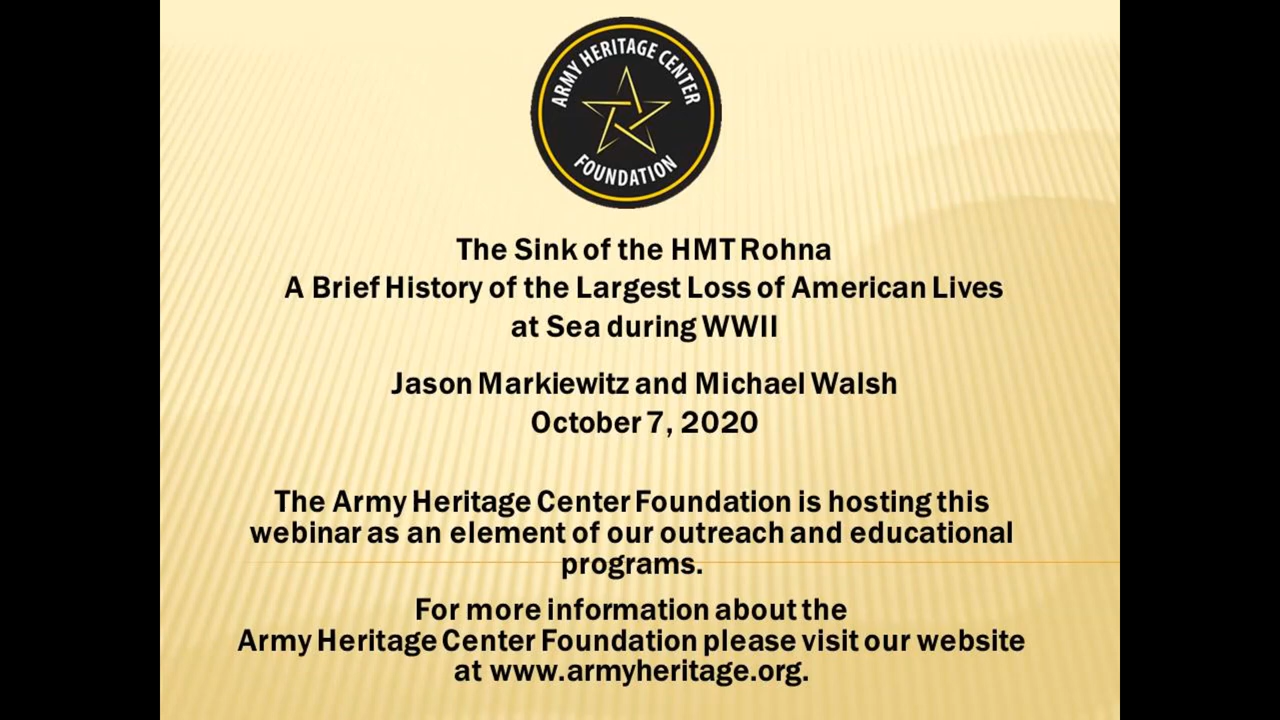 ARMY HERITAGE CENTER
FOUNDATION
The Sink of the HMT Rohna
A Brief History of the Largest Loss of American Lives
at Sea during WWII
Jason Markiewitz and Michael Walsh
October 7, 2020
The Army Heritage Center Foundation is hosting this
webinar as an element of our outreach and educational
programs.
For more information about the
Army Heritage Center Foundation please visit our website
at www.armyheritage.org.